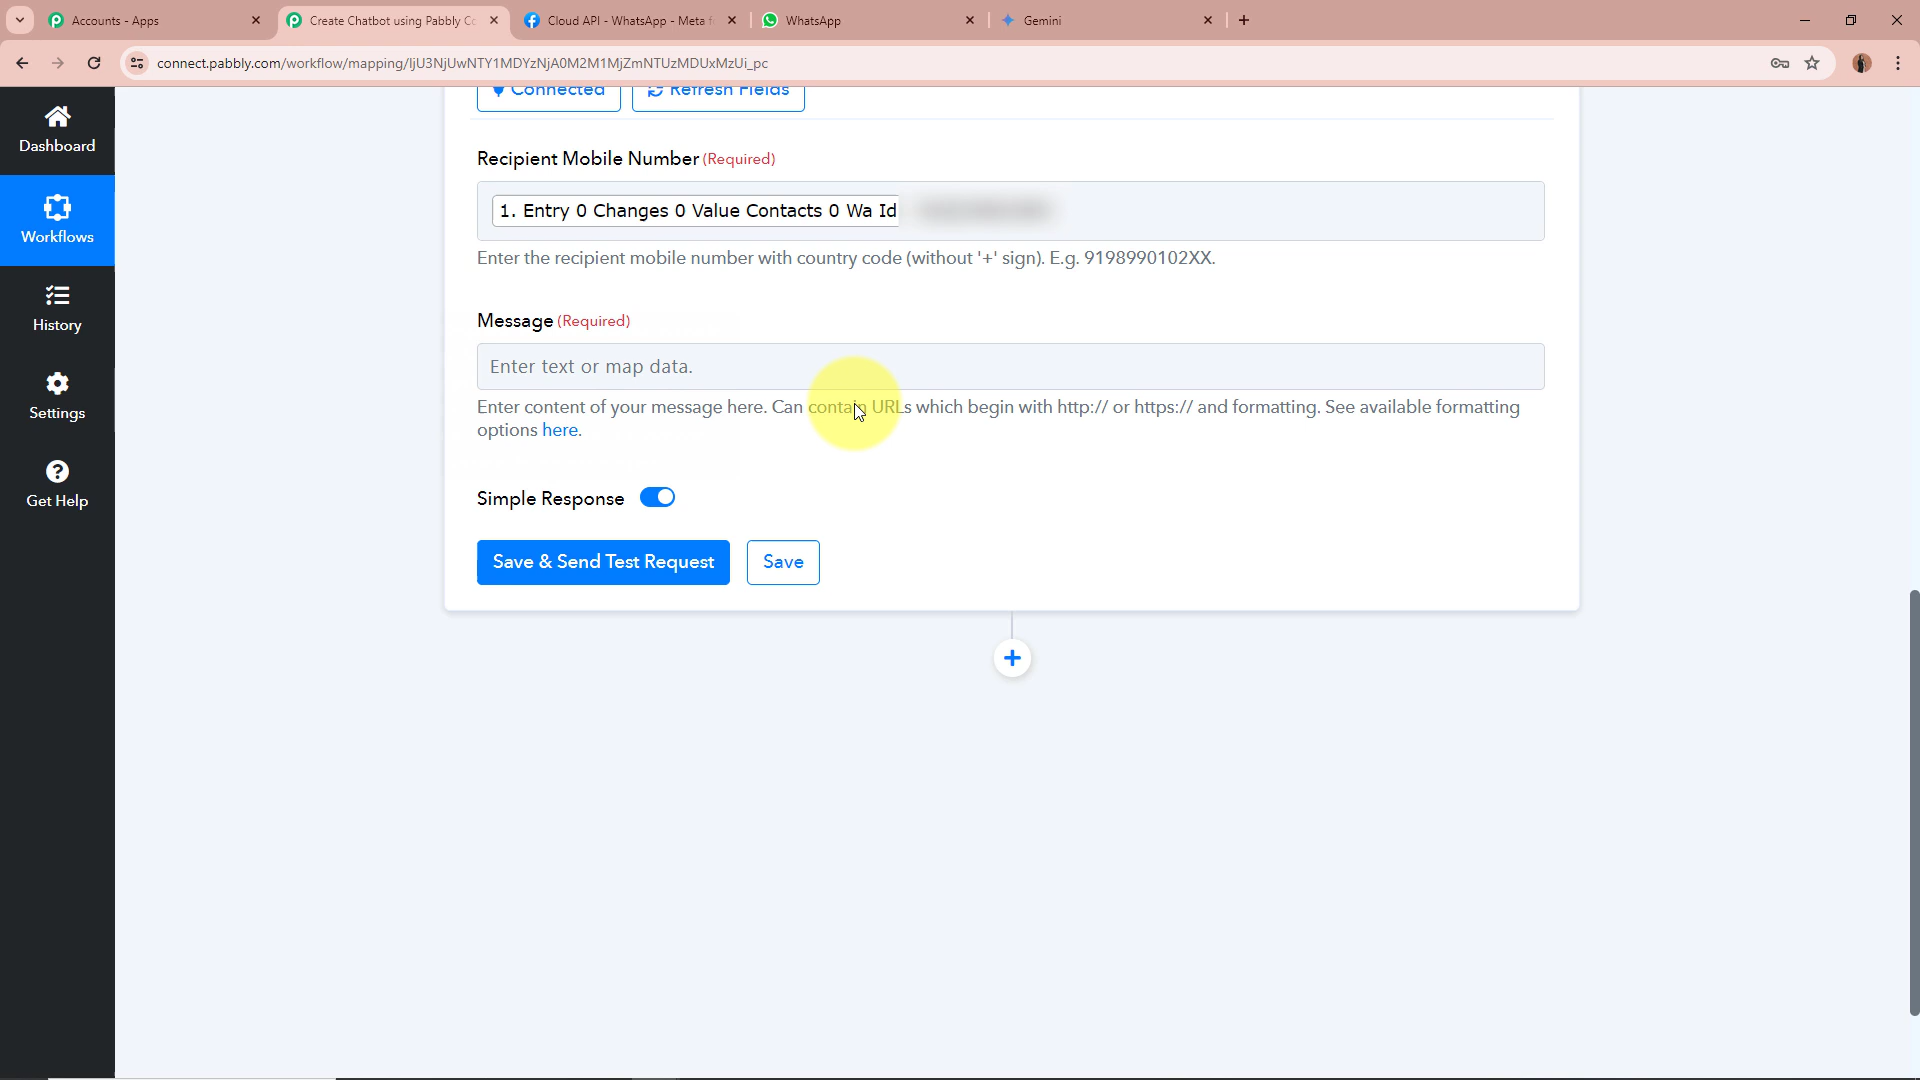 Accounts - Apps
Create Chatbot using Pabbly Co
Cloud API - WhatsApp - Meta f
WhatsApp
Gemini
connect.pabbly.com/workflow/mapping/IjU3NjUwNTY1MDYzNjA0M2M1MjZmNTUzMDUxMzUi_pc
Connected
Refresh Fields
Dashboard
Workflows
History
Settings
Get Help
Recipient Mobile Number (Required)
1. Entry 0 Changes 0 Value Contacts 0 Wa Id
Enter the recipient mobile number with country code (without '+' sign). E.g. 9198990102XX.
Message (Required)
Enter text or map data.
Enter content of your message here. Can contain URLs which begin with http:// or https:// and formatting. See available formatting
options here.
Simple Response
Save & Send Test Request
Save